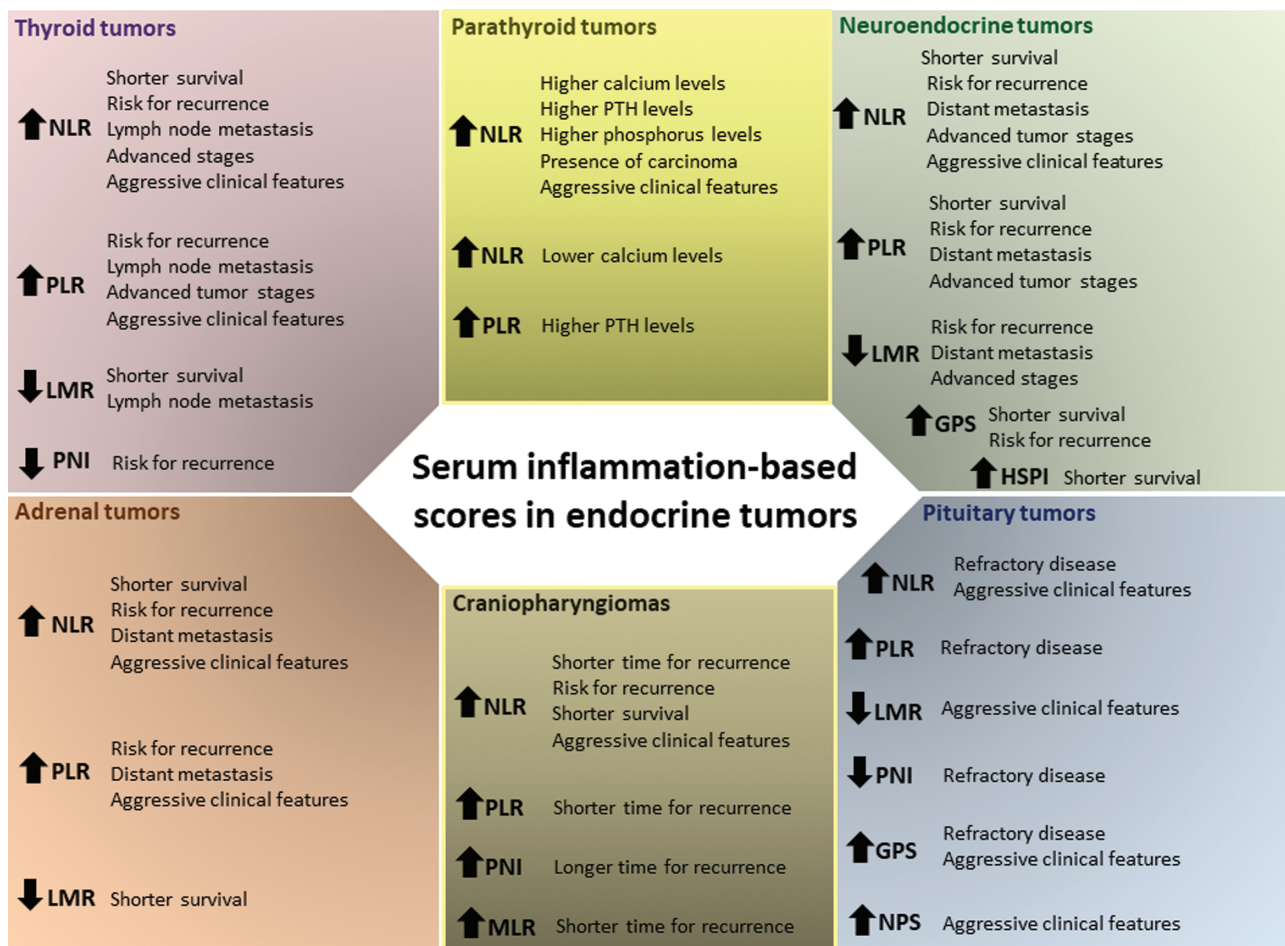 Thyroid tumors
NLR
Shorter survival
Risk for recurrence
Lymph node metastasis
Advanced stages
Aggressive clinical features
PLR
Risk for recurrence
Lymph node metastasis
Advanced tumor stages
Aggressive clinical features
LMR
Shorter survival
Lymph node metastasis
PNI
Risk for recurrence
Parathyroid tumors
NLR
Higher calcium levels
Higher PTH levels
Higher phosphorus levels
Presence of carcinoma
Aggressive clinical features
NLR
Lower calcium levels
PLR
Higher PTH levels
Neuroendocrine tumors
NLR
Shorter survival
Risk for recurrence
Distant metastasis
Advanced tumor stages
Aggressive clinical features
PLR
Shorter survival
Risk for recurrence
Distant metastasis
Advanced tumor stages
LMR
Risk for recurrence
Distant metastasis
Advanced stages
GPS
Shorter survival
Risk for recurrence
HSPI
Shorter survival
Serum inflammation-based
scores in endocrine tumors
Adrenal tumors
NLR
Shorter survival
Risk for recurrence
Distant metastasis
Aggressive clinical features
PLR
Risk for recurrence
Distant metastasis
Aggressive clinical features
LMR
Shorter survival
Craniopharyngiomas
NLR
Shorter time for recurrence
Risk for recurrence
Shorter survival
Aggressive clinical features
PLR
Shorter time for recurrence
PNI
Longer time for recurrence
MLR
Shorter time for recurrence
Pituitary tumors
NLR
Refractory disease
Aggressive clinical features
PLR
Refractory disease
LMR
Aggressive clinical features
PNI
Refractory disease
GPS
Refractory disease
Aggressive clinical features
NPS
Aggressive clinical features